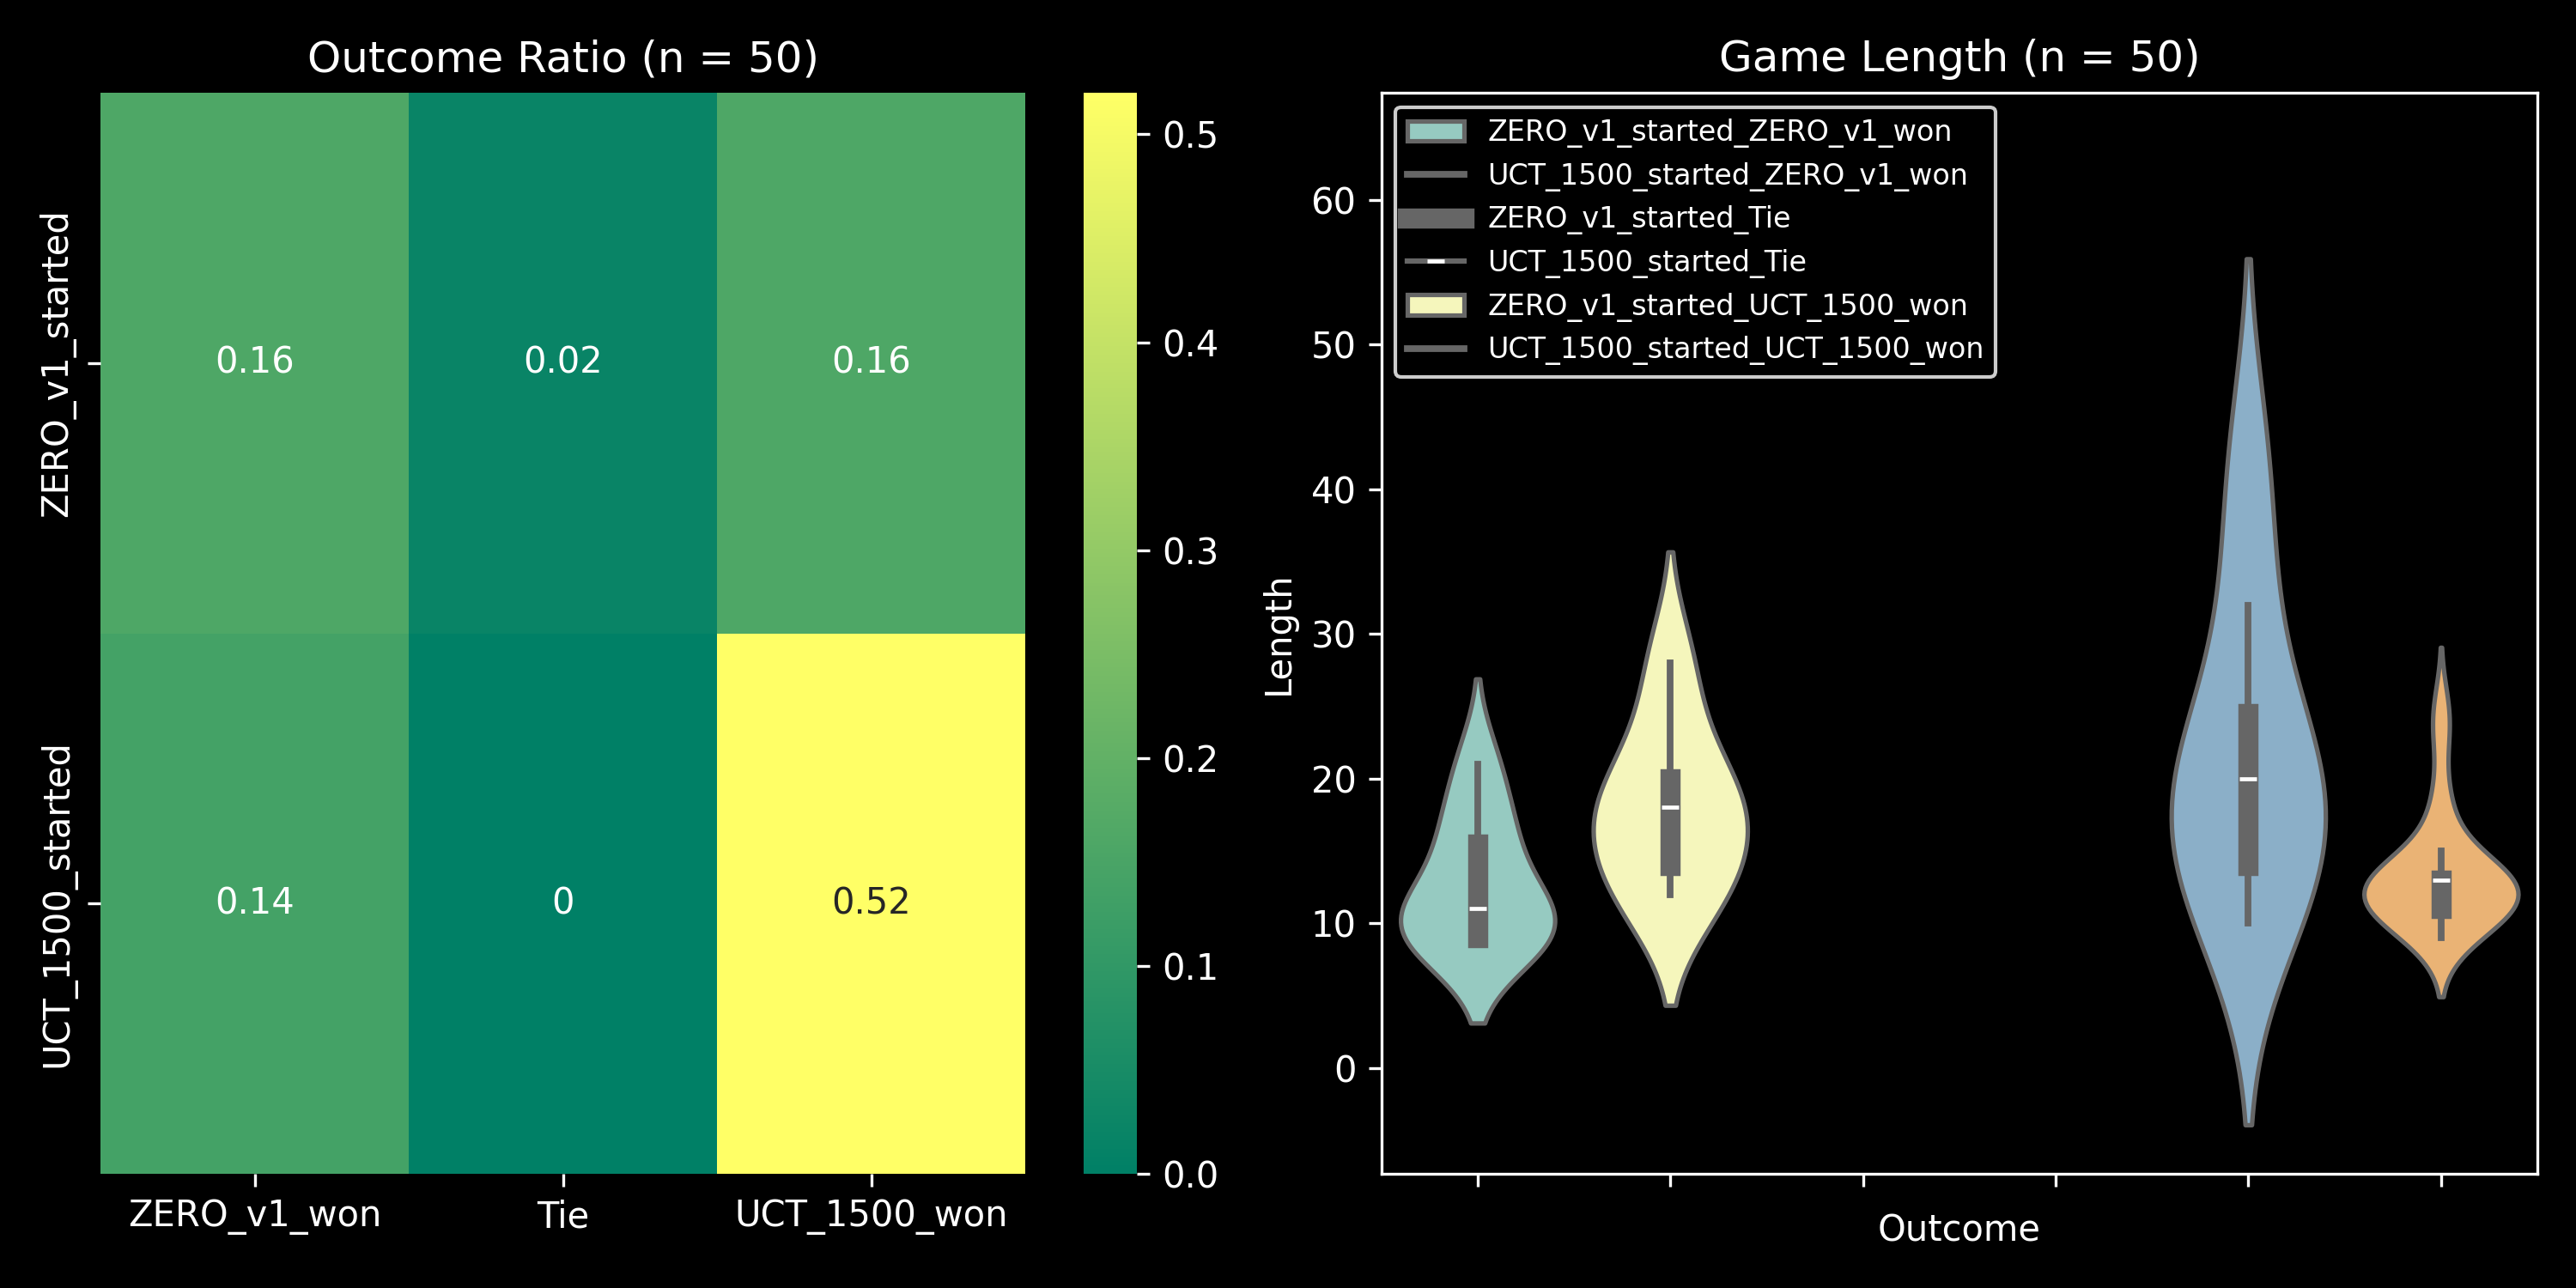 Outcome Ratio (n = 50)
ZERO_v1_started
UCT_1500_started
0.16
0.02
0.16
0.14
0
0.52
ZERO_v1_won
Tie
UCT_1500_won
0.5
0.4
0.3
0.2
0.1
0.0
Game Length (n = 50)
ZERO_v1_started_ZERO_v1_won
UCT_1500_started_ZERO_v1_won
ZERO_v1_started_Tie
UCT_1500_started_Tie
ZERO_v1_started_UCT_1500_won
UCT_1500_started_UCT_1500_won
Length
60
50
40
30
20
10
0
Outcome